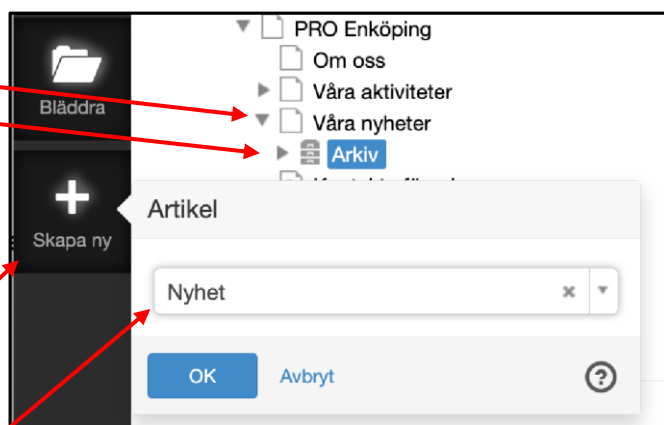 PRO Enköping
Om oss
Våra aktiviteter
Våra nyheter
Arkiv
Bläddra
Skapa ny
Artikel
Nyhet
OK
Avbryt